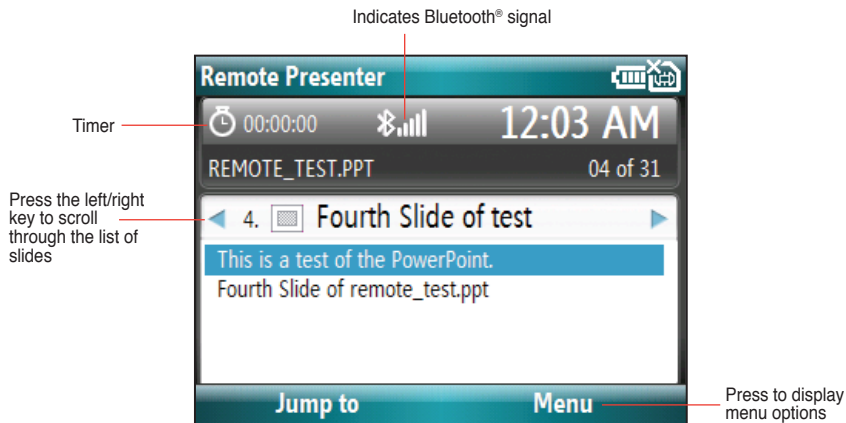 Indicates Bluetooth® signal
Remote Presenter
Timer
00:00:00
12:03 AM
REMOTE_TEST.PPT
04 of 31
Press the left/right
key to scroll
through the list of
slides
4. Fourth Slide of test
This is a test of the PowerPoint.
Fourth Slide of remote_test.ppt
Jump to
Menu
Press to display
menu options